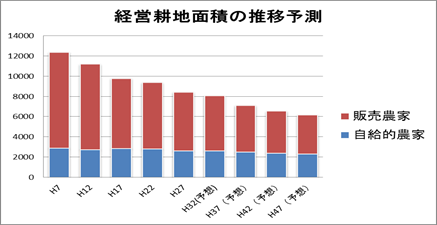 経営耕地面積の推移予測
14000
12000
10000
8000
6000
4000
2000
0
H7
H12
H17
H22
H27
H32(予想)
H37（予想）
H42（予想）
H47（予想）
販売農家
自給的農家